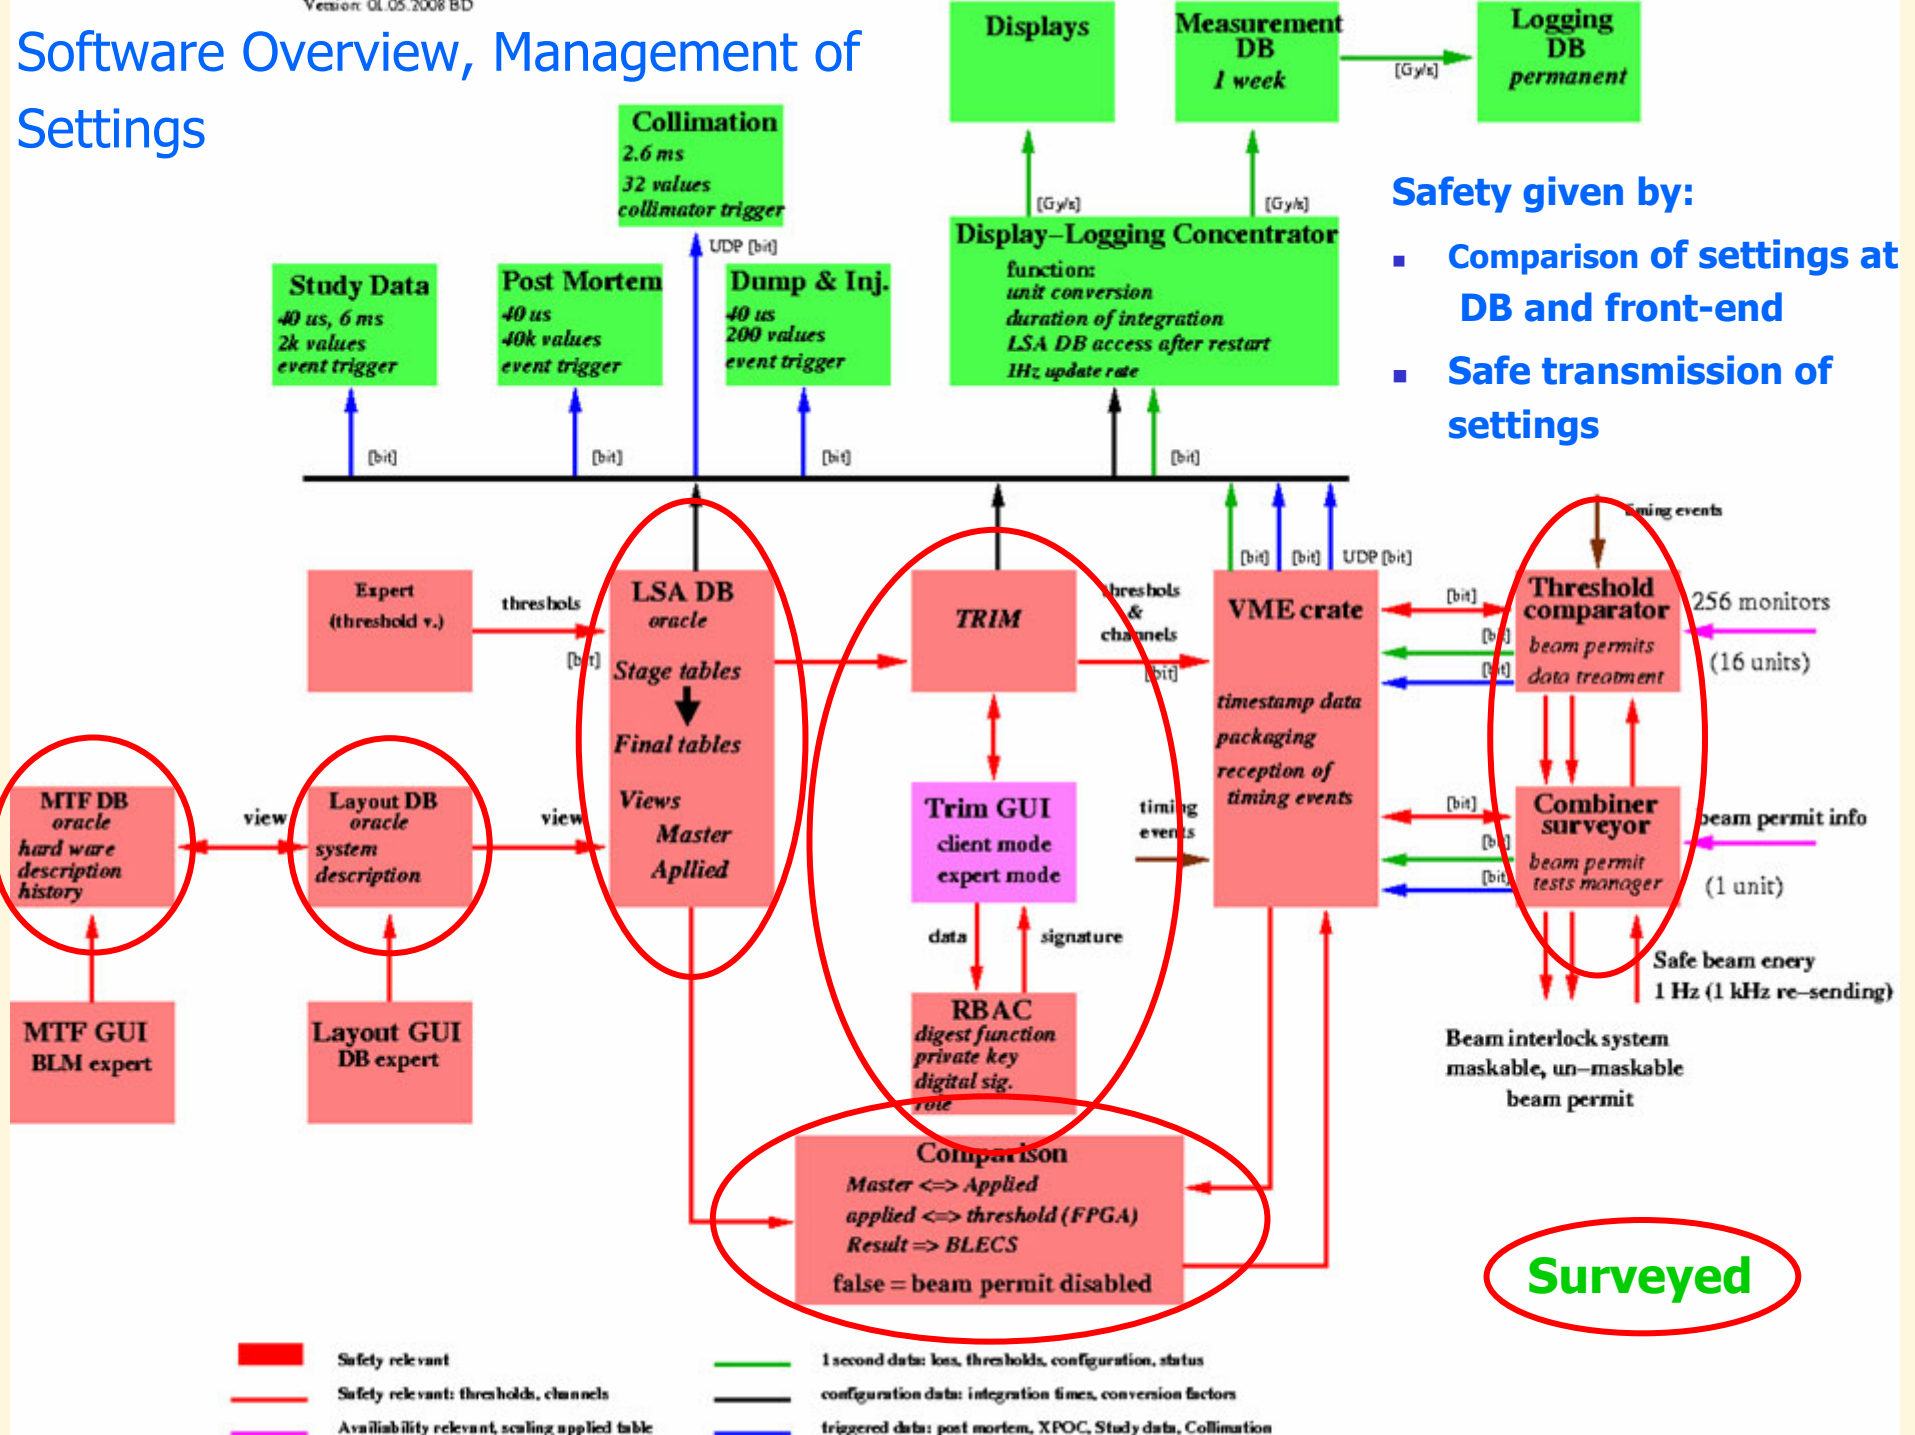 Version: 01.05.2008 BD
Software Overview, Management of
Settings
Displays
Measurement
DB
1 week
[Gy/s]
Logging
DB
permanent
Collimation
2.6 ms
32 values
collimator trigger
UDP [bit]
[Gy/s]
[Gy/s]
Safety given by:
Comparison of settings at
DB and front-end
Safe transmission of
settings
Study Data
40 us, 6 ms
2k values
event trigger
Post Mortem
40 us
40k values
event trigger
Dump & Inj.
40 us
200 values
event trigger
Display-Logging Concentrator
function:
unit conversion
duration of integration
LSA DB access after restart
1Hz update rate
[bit]
[bit]
[bit]
[bit]
[bit]
[bit]
UDP [bit]
timing events
Expert
(threshold v.)
threshols
[bit]
LSA DB
oracle
Stage tables
Final tables
Views
Master
Apllied
TRIM
threshols
&
channels
[bit]
VME crate
timestamp data
packaging
reception of
timing events
[bit]
[bit]
[bit]
Threshold
comparator
beam permits
data treatment
256 monitors
(16 units)
MTF DB
oracle
hard ware
description
history
view
Layout DB
oracle
system
description
view
Trim GUI
client mode
expert mode
timing
events
[bit]
[bit]
[bit]
Combiner
surveyor
beam permit
tests manager
beam permit info
(1 unit)
data
signature
MTF GUI
BLM expert
Layout GUI
DB expert
RBAC
digest function
private key
digital sig.
role
Safe beam enery
1 Hz (1 kHz re-sending)
Beam interlock system
maskable, un-maskable
beam permit
Comparison
Master <=> Applied
applied <=> threshold (FPGA)
Result => BLECS
false = beam permit disabled
Surveyed
Safety relevant
Safety relevant: thresholds, channels
Availiability relevant, scaling applied table
1 second data: loss, thresholds, configuration, status
configuration data: integration times, conversion factors
triggered data: post mortem, XPOC, Study data, Collimation